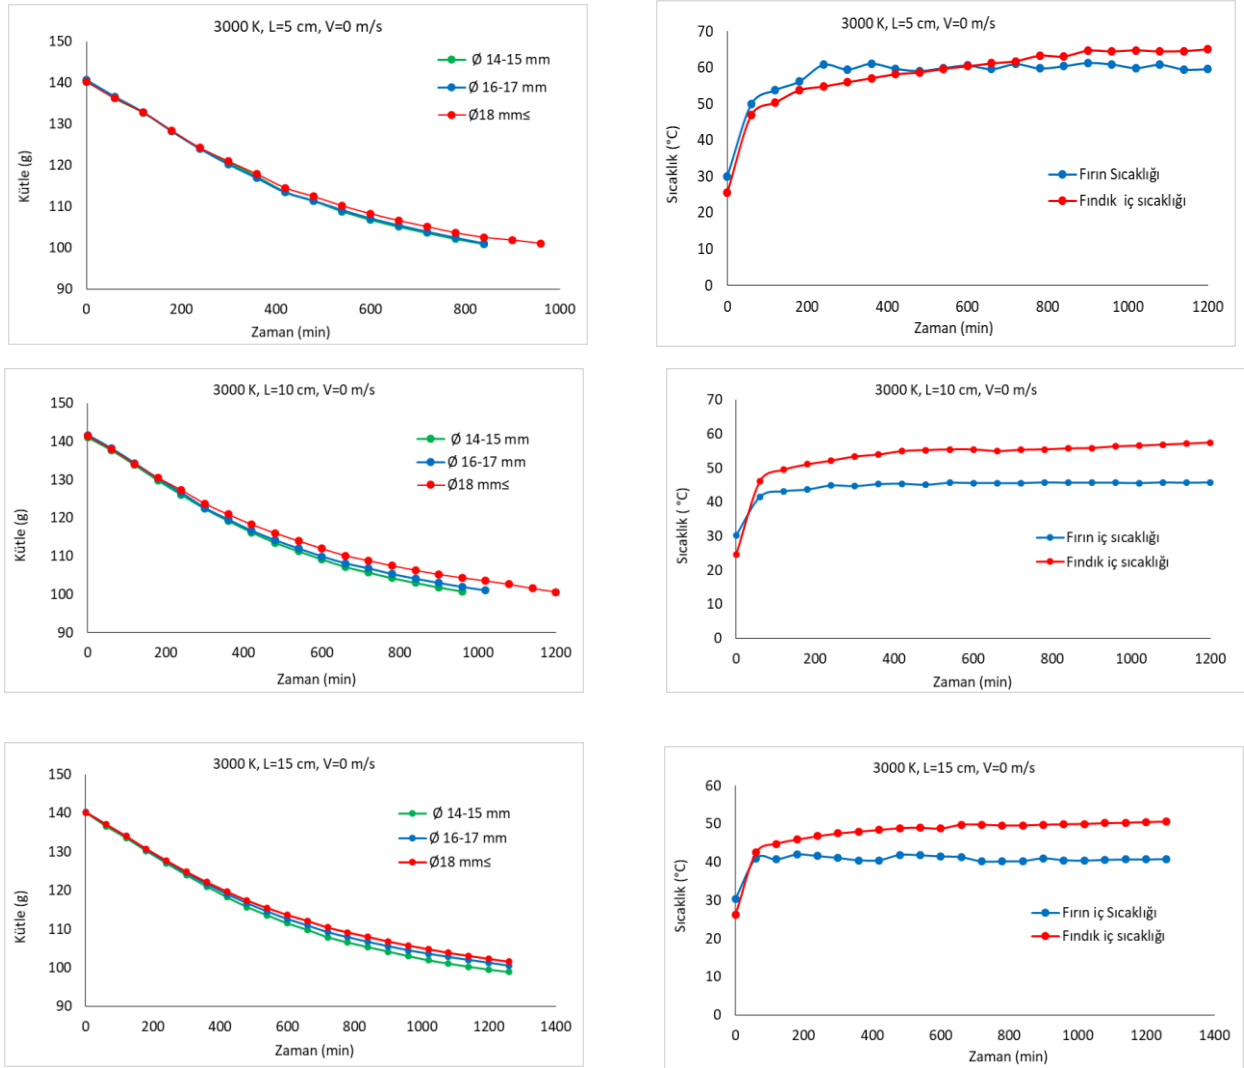 3000 K, L=5 cm, V=0 m/s
150
140
130
120
110
100
90
Kütle (g)
Ø 14-15 mm
Ø 16-17 mm
Ø18 mm≤
0 200 400 600 800 1000
Zaman (min)
3000 K, L=5 cm, V=0 m/s
70
60
50
40
30
20
10
0
Sıcaklık (°C)
Fırın Sıcaklığı
Fındık iç sıcaklığı
0 200 400 600 800 1000 1200
Zaman (min)
3000 K, L=10 cm, V=0 m/s
150
140
130
120
110
100
90
Kütle (g)
Ø 14-15 mm
Ø 16-17 mm
Ø18 mm≤
0 200 400 600 800 1000 1200
Zaman (min)
3000 K, L=10 cm, V=0 m/s
70
60
50
40
30
20
10
0
Sıcaklık (°C)
Fırın iç sıcaklığı
Fındık iç sıcaklığı
0 200 400 600 800 1000 1200
Zaman (min)
3000 K, L=15 cm, V=0 m/s
150
140
130
120
110
100
90
Kütle (g)
Ø 14-15 mm
Ø 16-17 mm
Ø18 mm≤
0 200 400 600 800 1000 1200 1400
Zaman (min)
3000 K, L=15 cm, V=0 m/s
60
50
40
30
20
10
0
Sıcaklık (°C)
Fırın iç Sıcaklığı
Fındık iç sıcaklığı
0 200 400 600 800 1000 1200 1400
Zaman (min)